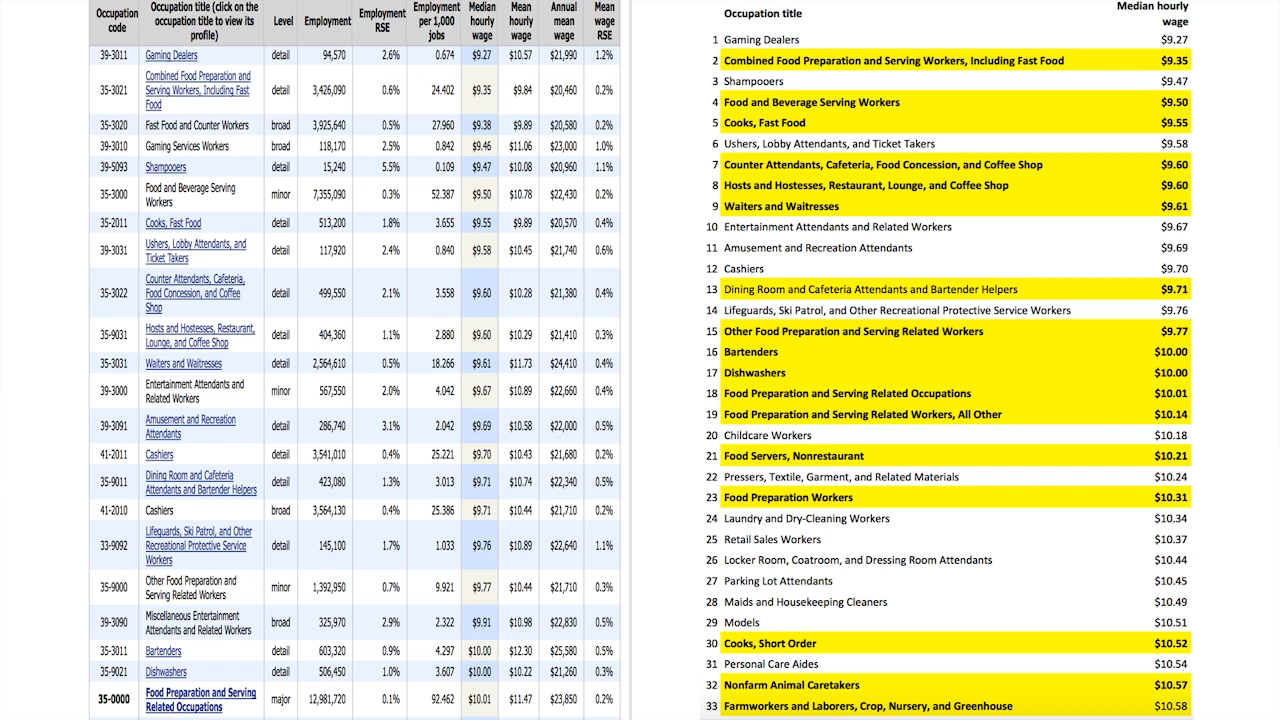 Occupation code Occupation title (click on the occupation title to view its profile) Level Employment Employment RSE Employment per 1,000 jobs Median hourly wage Mean hourly wage Annual mean wage Mean wage RSE
39-3011 Gaming Dealers detail 94,570 2.6% 0.674 $9.27 $10.57 $21,990 1.2%
35-3021 Combined Food Preparation and Serving Workers, Including Fast Food detail 3,426,090 0.6% 24.402 $9.35 $9.84 $20,460 0.2%
35-3020 Fast Food and Counter Workers broad 3,925,640 0.5% 27.960 $9.38 $9.89 $20,580 0.2%
39-3010 Gaming Services Workers broad 118,170 2.5% 0.842 $9.46 $11.06 $23,000 1.0%
39-5093 Shampooers detail 15,240 5.5% 0.109 $9.47 $10.08 $20,960 1.1%
35-3000 Food and Beverage Serving Workers minor 7,355,090 0.3% 52.387 $9.50 $10.78 $22,430 0.2%
35-2011 Cooks, Fast Food detail 513,200 1.8% 3.655 $9.55 $9.89 $20,570 0.4%
39-3031 Ushers, Lobby Attendants, and Ticket Takers detail 117,920 2.4% 0.840 $9.58 $10.45 $21,740 0.6%
35-3022 Counter Attendants, Cafeteria, Food Concession, and Coffee Shop detail 499,550 2.1% 3.558 $9.60 $10.28 $21,380 0.4%
35-9031 Hosts and Hostesses, Restaurant, Lounge, and Coffee Shop detail 404,360 1.1% 2.880 $9.60 $10.29 $21,410 0.3%
35-3031 Waiters and Waitresses detail 2,564,610 0.5% 18.266 $9.61 $11.73 $24,410 0.4%
39-3000 Entertainment Attendants and Related Workers minor 567,550 2.0% 4.042 $9.67 $10.89 $22,660 0.4%
39-3091 Amusement and Recreation Attendants detail 286,740 3.1% 2.042 $9.69 $10.58 $22,000 0.5%
41-2011 Cashiers detail 3,541,010 0.4% 25.221 $9.70 $10.43 $21,680 0.2%
35-9011 Dining Room and Cafeteria Attendants and Bartender Helpers detail 423,080 1.3% 3.013 $9.71 $10.74 $22,340 0.5%
41-2010 Cashiers broad 3,564,130 0.4% 25.386 $9.71 $10.44 $21,710 0.2%
33-9092 Lifeguards, Ski Patrol, and Other Recreational Protective Service Workers detail 145,100 1.7% 1.033 $9.76 $10.89 $22,640 1.1%
35-9000 Other Food Preparation and Serving Related Workers minor 1,392,950 0.7% 9.921 $9.77 $10.44 $21,710 0.3%
39-3090 Miscellaneous Entertainment Attendants and Related Workers broad 325,970 2.9% 2.322 $9.91 $10.98 $22,830 0.5%
35-3011 Bartenders detail 603,320 0.9% 4.297 $10.00 $12.30 $25,580 0.5%
35-9021 Dishwashers detail 506,450 1.0% 3.607 $10.00 $10.22 $21,260 0.3%
35-0000 Food Preparation and Serving Related Occupations major 12,981,720 0.1% 92.462 $10.01 $11.47 $23,850 0.2%
Occupation title Median hourly wage
1 Gaming Dealers $9.27
2 Combined Food Preparation and Serving Workers, Including Fast Food $9.35
3 Shampooers $9.47
4 Food and Beverage Serving Workers $9.50
5 Cooks, Fast Food $9.55
6 Ushers, Lobby Attendants, and Ticket Takers $9.58
7 Counter Attendants, Cafeteria, Food Concession, and Coffee Shop $9.60
8 Hosts and Hostesses, Restaurant, Lounge, and Coffee Shop $9.60
9 Waiters and Waitresses $9.61
10 Entertainment Attendants and Related Workers $9.67
11 Amusement and Recreation Attendants $9.69
12 Cashiers $9.70
13 Dining Room and Cafeteria Attendants and Bartender Helpers $9.71
14 Lifeguards, Ski Patrol, and Other Recreational Protective Service Workers $9.76
15 Other Food Preparation and Serving Related Workers $9.77
16 Bartenders $10.00
17 Dishwashers $10.00
18 Food Preparation and Serving Related Occupations $10.01
19 Food Preparation and Serving Related Workers, All Other $10.14
20 Childcare Workers $10.18
21 Food Servers, Nonrestaurant $10.21
22 Pressers, Textile, Garment, and Related Materials $10.24
23 Food Preparation Workers $10.31
24 Laundry and Dry-Cleaning Workers $10.34
25 Retail Sales Workers $10.37
26 Locker Room, Coatroom, and Dressing Room Attendants $10.44
27 Parking Lot Attendants $10.45
28 Maids and Housekeeping Cleaners $10.49
29 Models $10.51
30 Cooks, Short Order $10.52
31 Personal Care Aides $10.54
32 Nonfarm Animal Caretakers $10.57
33 Farmworkers and Laborers, Crop, Nursery, and Greenhouse $10.58